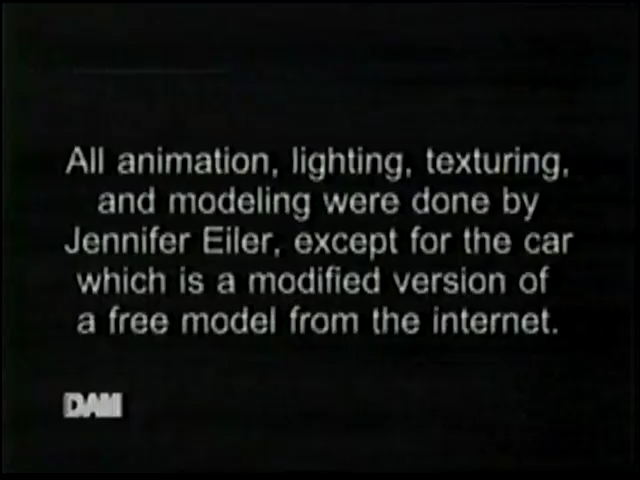 All animation, lighting, texturing,
and modeling were done by
Jennifer Eiler, except for the car
which is a modified version of
a free model from the internet.
DAM